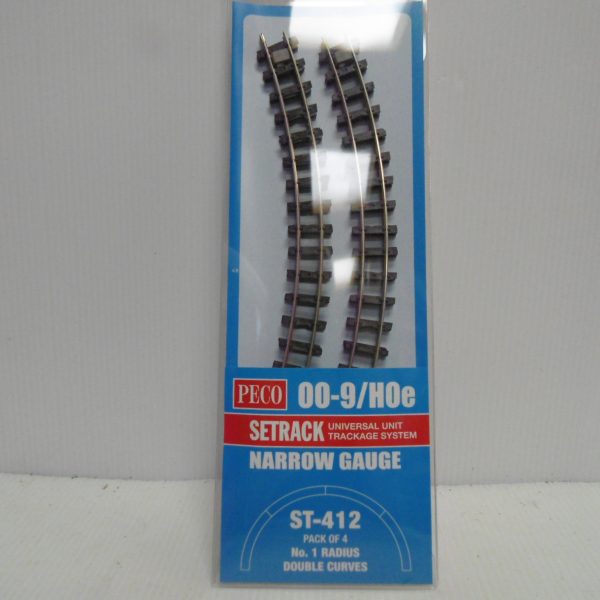 PECO OO-9/HOe
SETRACK UNIVERSAL UNIT TRACKAGE SYSTEM
NARROW GAUGE
ST-412
PACK OF 4
No. 1 RADIUS
DOUBLE CURVES